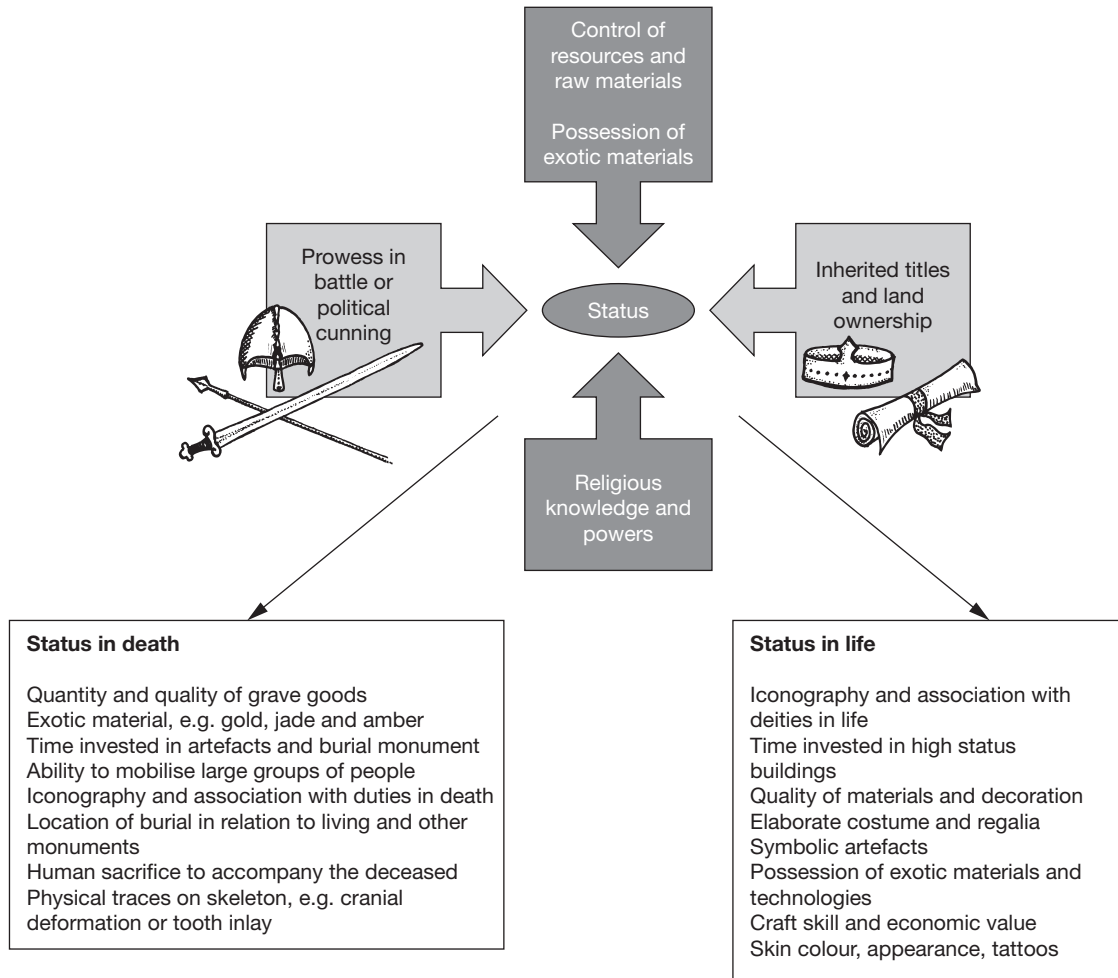 Control of
resources and
raw materials
Possession of
exotic materials
Prowess in
battle or
political
cunning
Status
Inherited titles
and land
ownership
Religious
knowledge and
powers
Status in death
Quantity and quality of grave goods
Exotic material, e.g. gold, jade and amber
Time invested in artefacts and burial monument
Ability to mobilise large groups of people
Iconography and association with duties in death
Location of burial in relation to living and other
monuments
Human sacrifice to accompany the deceased
Physical traces on skeleton, e.g. cranial
deformation or tooth inlay
Status in life
Iconography and association with
deities in life
Time invested in high status
buildings
Quality of materials and decoration
Elaborate costume and regalia
Symbolic artefacts
Possession of exotic materials and
technologies
Craft skill and economic value
Skin colour, appearance, tattoos